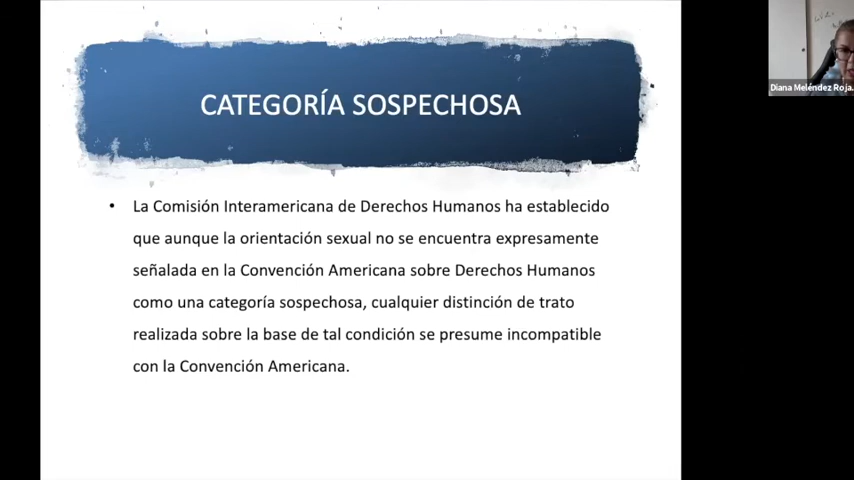 CATEGORÍA SOSPECHOSA
• La Comisión Interamericana de Derechos Humanos ha establecido
que aunque la orientación sexual no se encuentra expresamente
señalada en la Convención Americana sobre Derechos Humanos
como una categoría sospechosa, cualquier distinción de trato
realizada sobre la base de tal condición se presume incompatible
con la Convención Americana.
Diana Meléndez Roja.